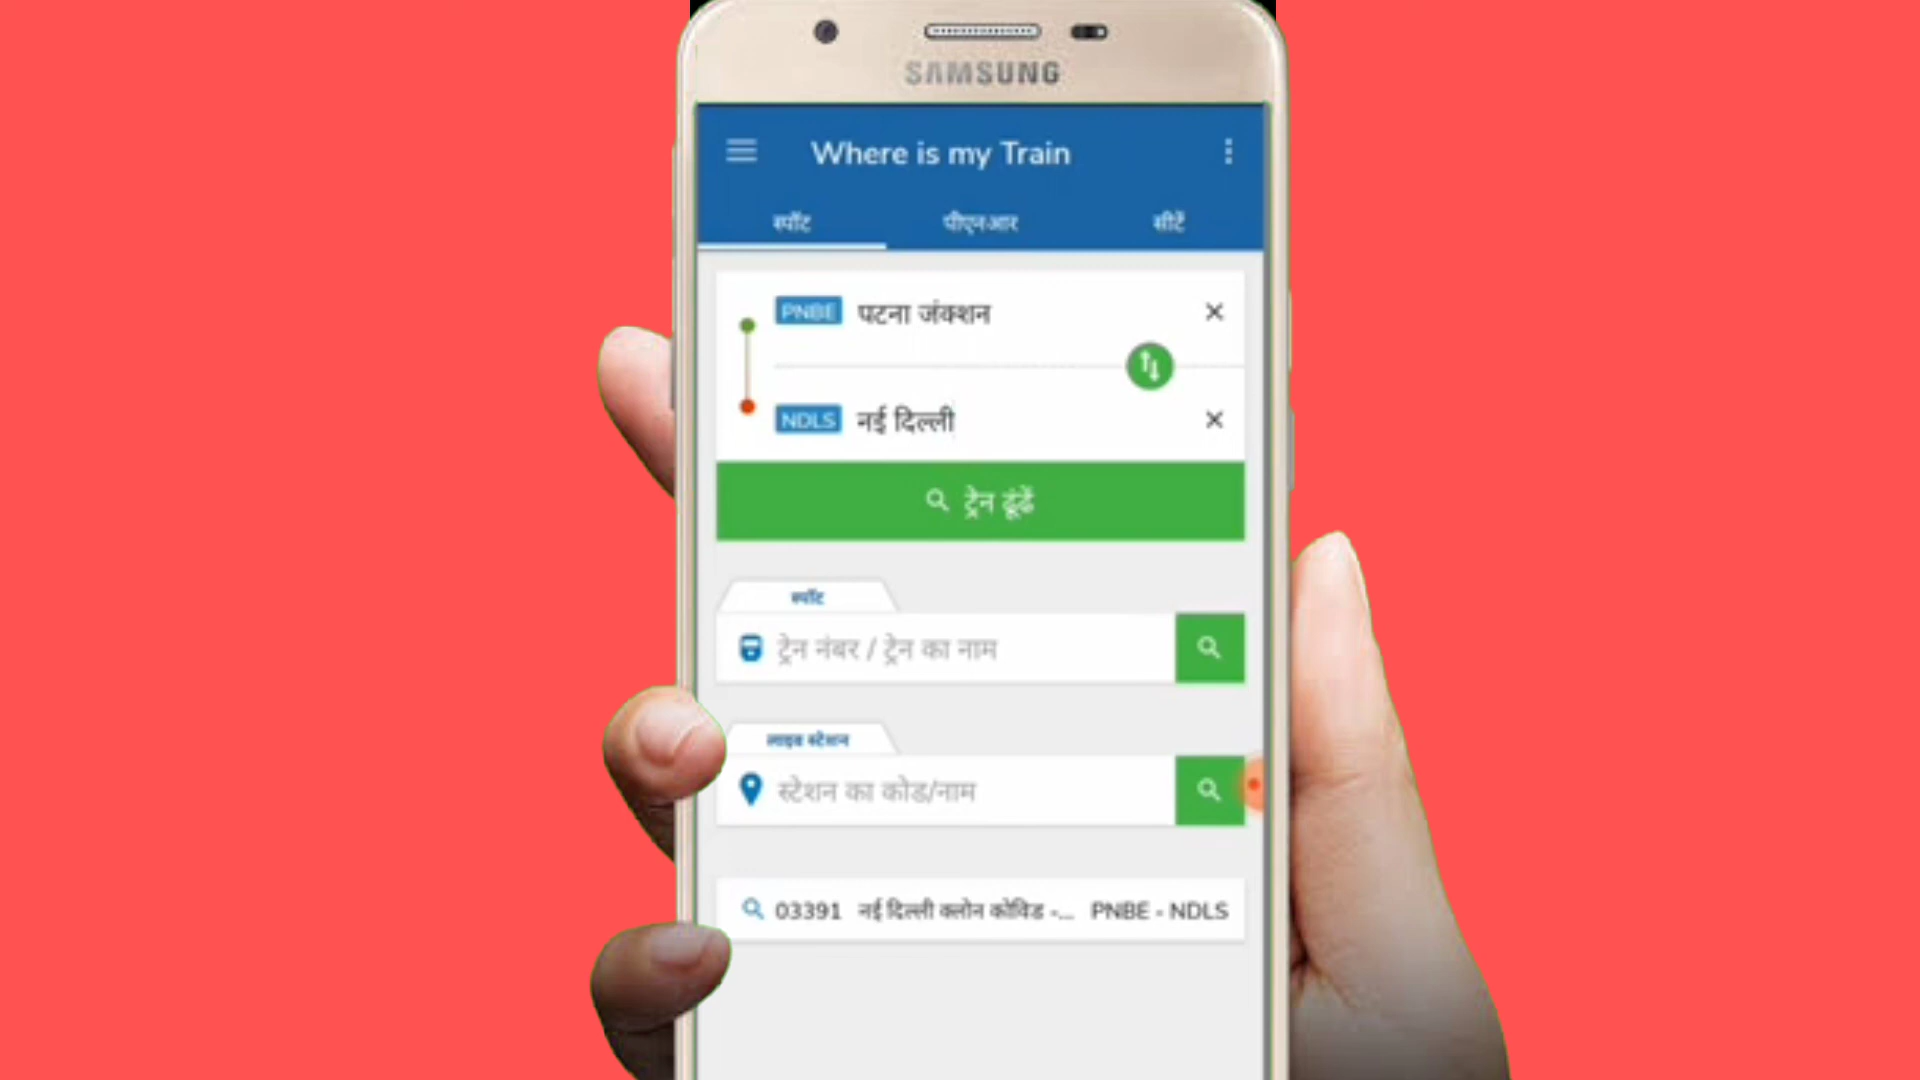 SAMSUNG
Where is my Train
स्पॉट पीएनआर सीटें
PNBE पटना जंक्शन
NDLS नई दिल्ली
ट्रेन ढूंढें
स्पॉट
ट्रेन नंबर / ट्रेन का नाम
लाइव स्टेशन
स्टेशन का कोड/नाम
03391 नई दिल्ली क्लोन कोविड -... PNBE - NDLS